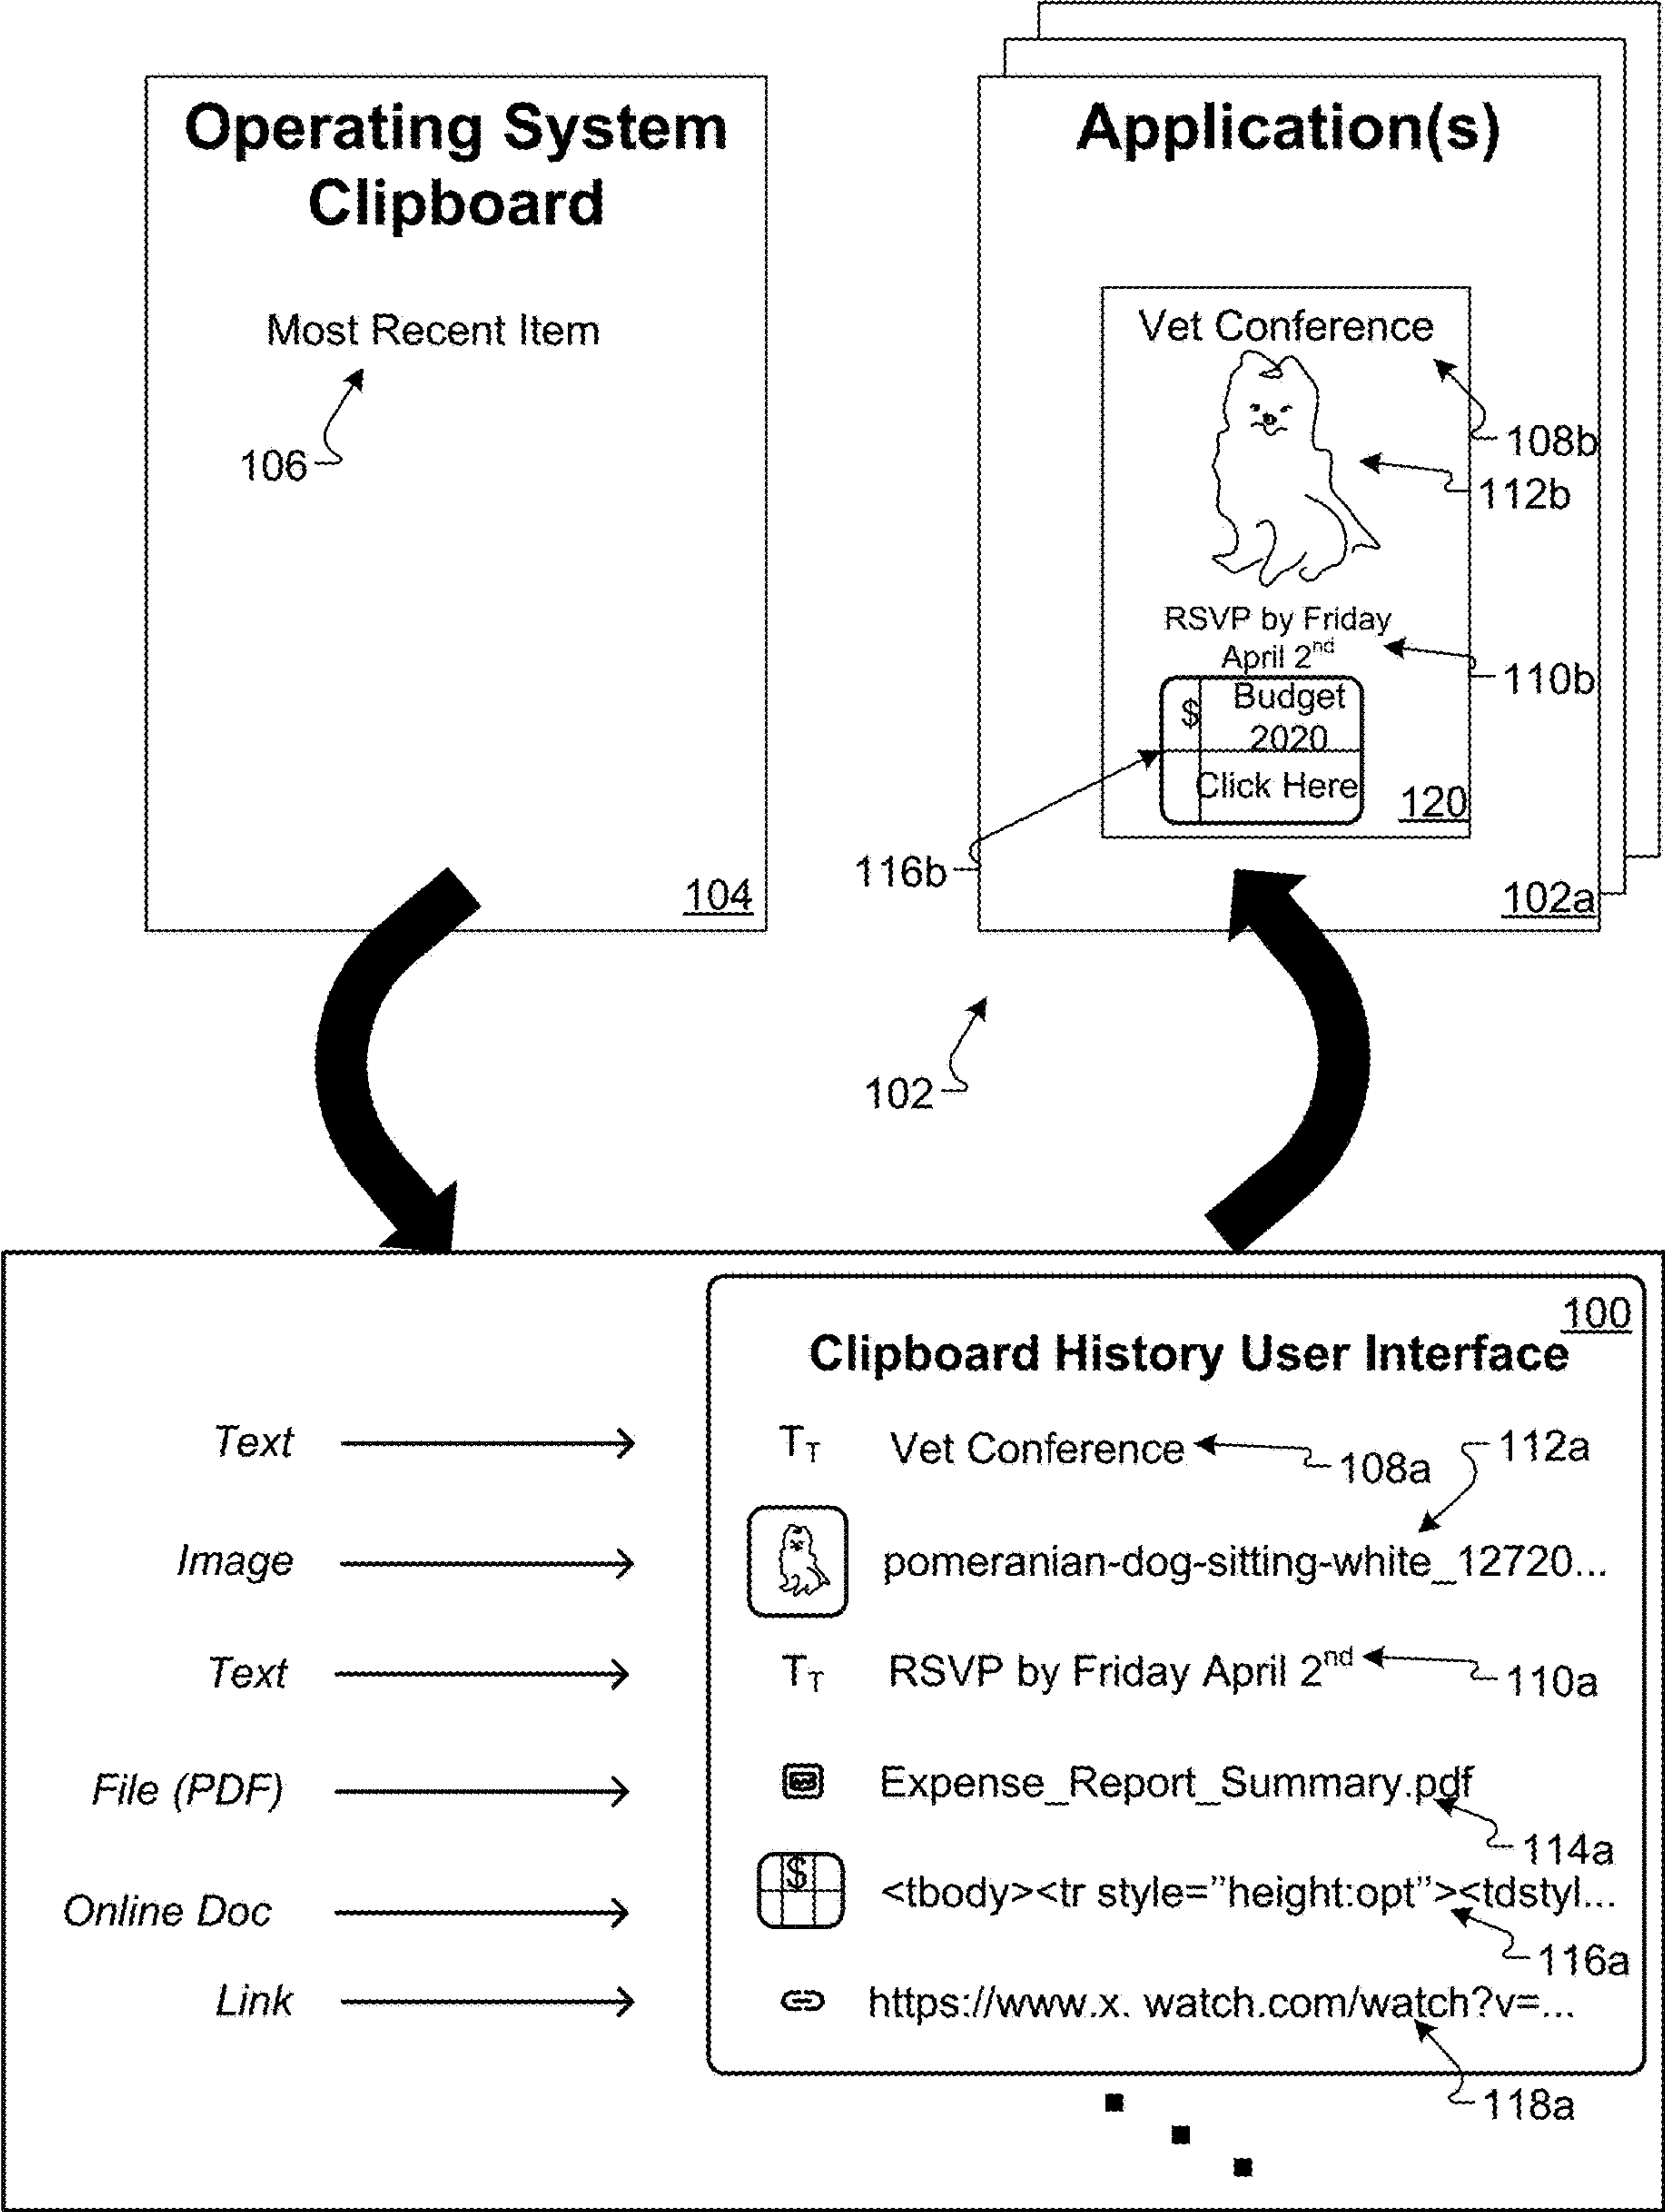 Operating System
Clipboard
Most Recent Item
106
104
Application(s)
Vet Conference
108b
112b
RSVP by Friday
April 2nd
110b
$ Budget
2020
Click Here
120
116b
102a
102
100
Clipboard History User Interface
Text
TT Vet Conference
108a
112a
Image
pomeranian-dog-sitting-white_12720...
Text
TT RSVP by Friday April 2nd
110a
File (PDF)
Expense_Report_Summary.pdf
114a
Online Doc
$ <tbody><tr style="height:opt"><tdstyl...
116a
Link
https://www.x. watch.com/watch?v=...
118a